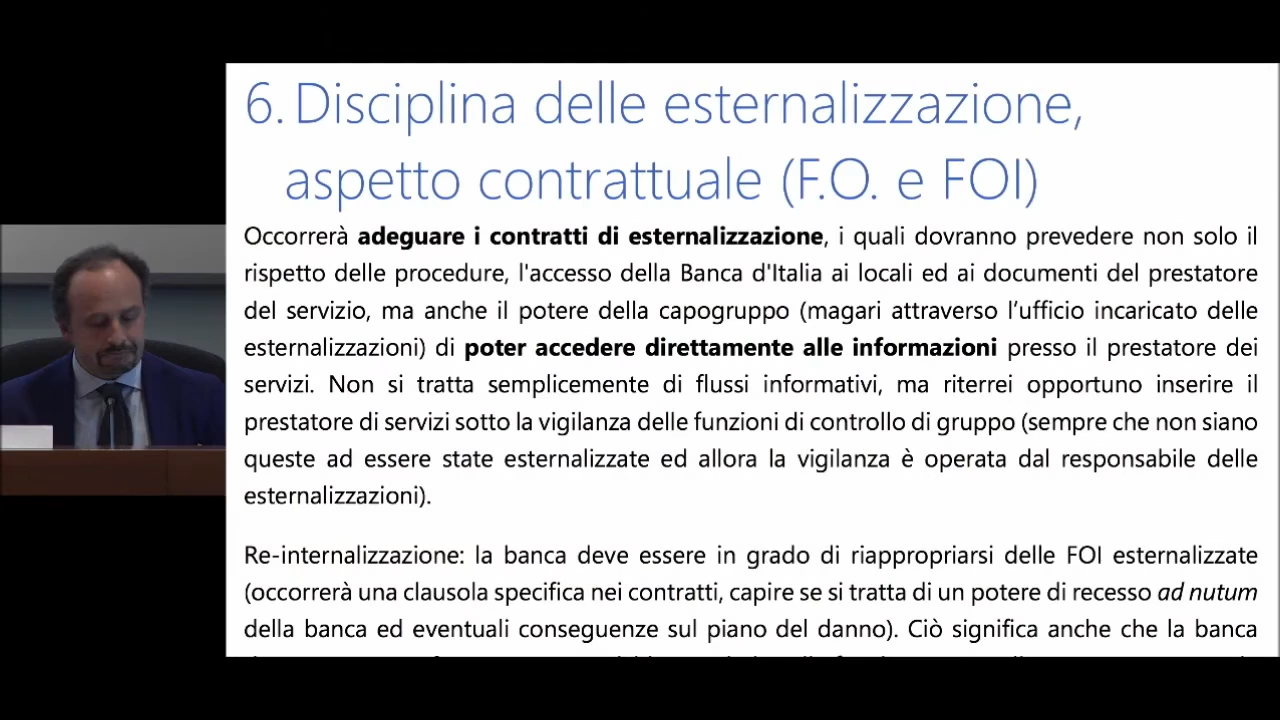 6. Disciplina delle esternalizzazione,
aspetto contrattuale (F.O. e FOI)
Occorrerà adeguare i contratti di esternalizzazione, i quali dovranno prevedere non solo il
rispetto delle procedure, l'accesso della Banca d'Italia ai locali ed ai documenti del prestatore
del servizio, ma anche il potere della capogruppo (magari attraverso l’ufficio incaricato delle
esternalizzazioni) di poter accedere direttamente alle informazioni presso il prestatore dei
servizi. Non si tratta semplicemente di flussi informativi, ma riterrei opportuno inserire il
prestatore di servizi sotto la vigilanza delle funzioni di controllo di gruppo (sempre che non siano
queste ad essere state esternalizzate ed allora la vigilanza è operata dal responsabile delle
esternalizzazioni).
Re-internalizzazione: la banca deve essere in grado di riappropriarsi delle FOI esternalizzate
(occorrerà una clausola specifica nei contratti, capire se si tratta di un potere di recesso ad nutum
della banca ed eventuali conseguenze sul piano del danno). Ciò significa anche che la banca